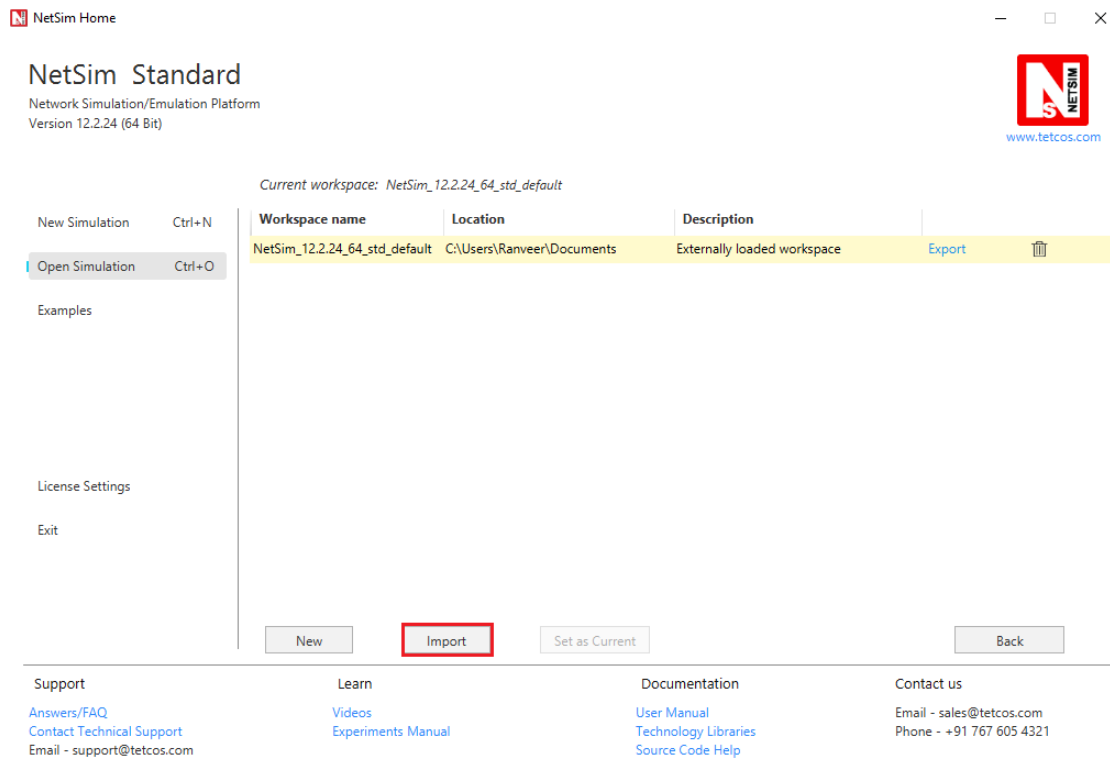 NetSim Home
NetSim Standard
Network Simulation/Emulation Platform
Version 12.2.24 (64 Bit)
NETSIM
NS
www.tetcos.com
Current workspace: NetSim_12.2.24_64_std_default
New Simulation Ctrl+N
Open Simulation Ctrl+O
Examples
License Settings
Exit
Workspace name Location Description
NetSim_12.2.24_64_std_default C:\Users\Ranveer\Documents Externally loaded workspace Export
New Import Set as Current Back
Support
Answers/FAQ
Contact Technical Support
Email - support@tetcos.com
Learn
Videos
Experiments Manual
Documentation
User Manual
Technology Libraries
Source Code Help
Contact us
Email - sales@tetcos.com
Phone - +91 767 605 4321